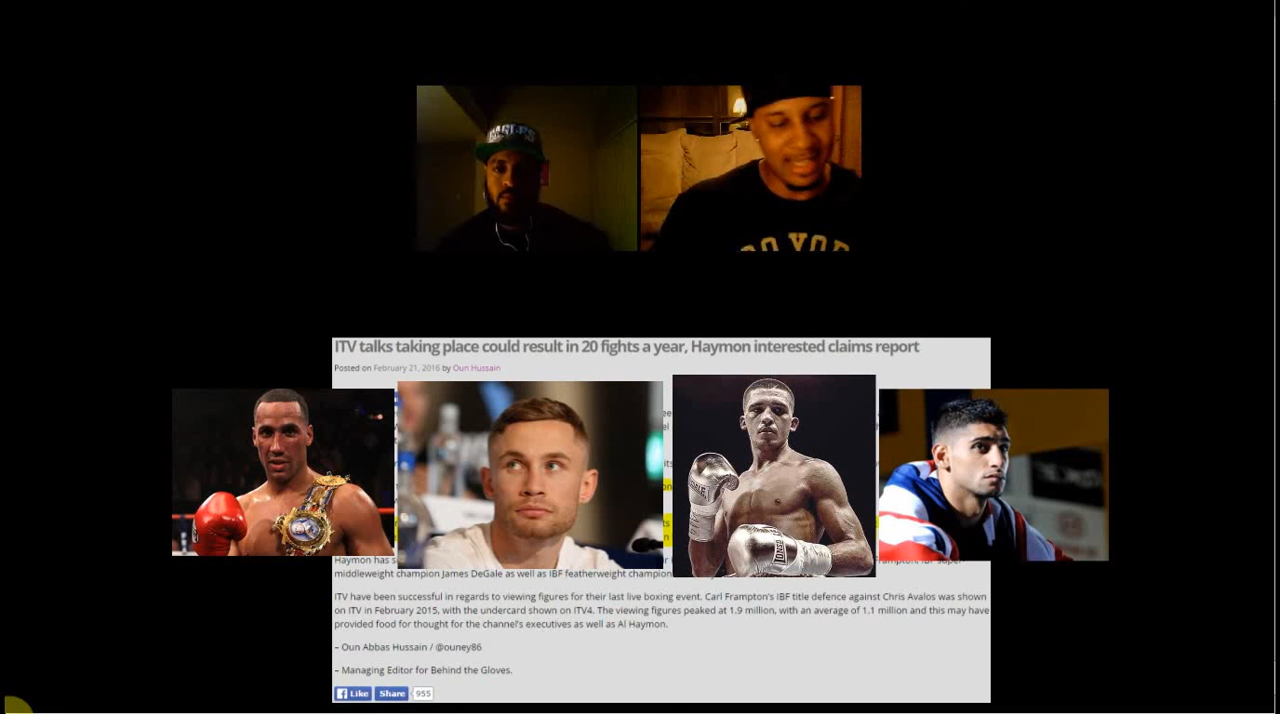 EAGLES
ITV talks taking place could result in 20 fights a year, Haymon interested claims report
Posted on February 21, 2016 by Oun Hussain
Haymon has s
middleweight champion James DeGale as well as IBF featherweight champion
ITV have been successful in regards to viewing figures for their last live boxing event. Carl Frampton's IBF title defence against Chris Avalos was shown
on ITV in February 2015, with the undercard shown on ITV4. The viewing figures peaked at 1.9 million, with an average of 1.1 million and this may have
provided food for thought for the channel's executives as well as Al Haymon.
– Oun Abbas Hussain / @ouney86
– Managing Editor for Behind the Gloves.
Like Share 955